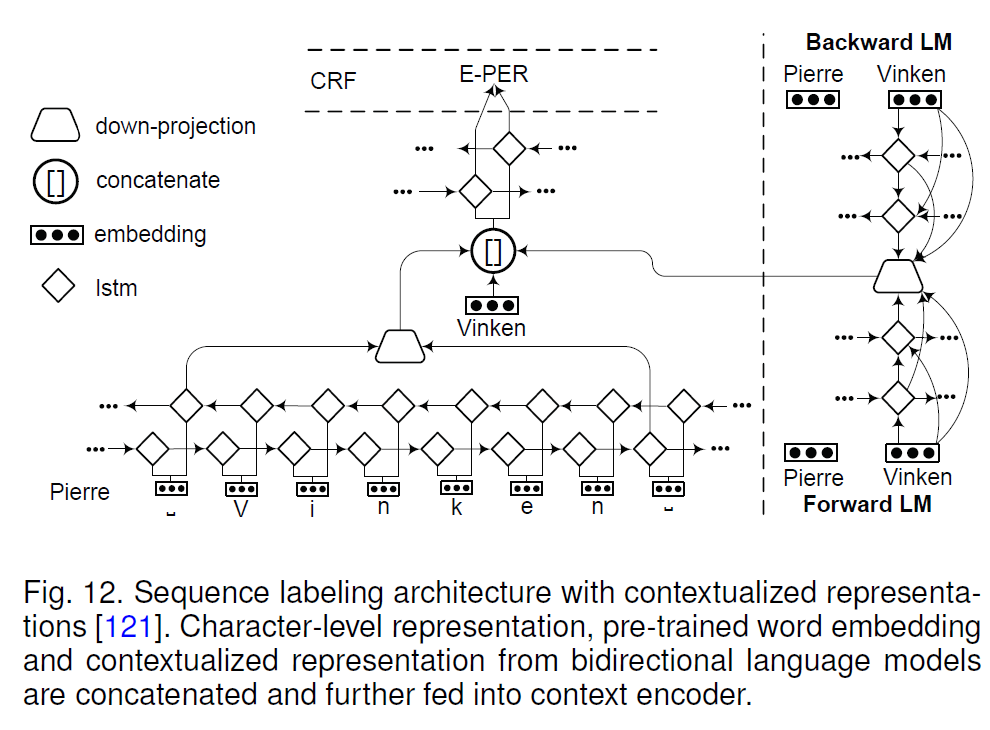 Backward LM
CRF
E-PER
Pierre
Vinken
down-projection
[] concatenate
embedding
lstm
[]
Vinken
Pierre
␣ V i n k e n ␣
Pierre
Vinken
Forward LM
Fig. 12. Sequence labeling architecture with contextualized representa-
tions [121]. Character-level representation, pre-trained word embedding
and contextualized representation from bidirectional language models
are concatenated and further fed into context encoder.